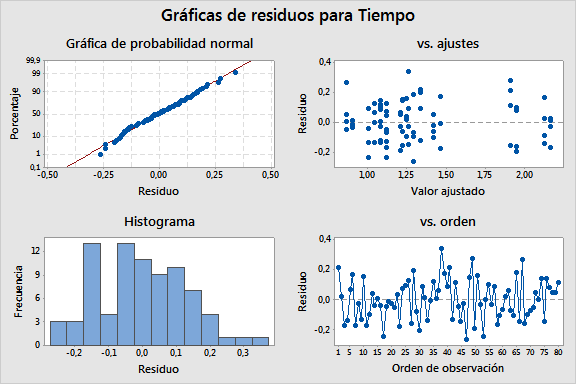 Gráficas de residuos para Tiempo
Gráfica de probabilidad normal
99,9
99
90
50
10
1
0,1
Porcentaje
-0,50 -0,25 0,00 0,25 0,50
Residuo
vs. ajustes
0,4
0,2
0,0
-0,2
Residuo
1,00 1,25 1,50 1,75 2,00
Valor ajustado
Histograma
12
9
6
3
0
Frecuencia
-0,2 -0,1 0,0 0,1 0,2 0,3
Residuo
vs. orden
0,4
0,2
0,0
-0,2
Residuo
1 5 10 15 20 25 30 35 40 45 50 55 60 65 70 75 80
Orden de observación